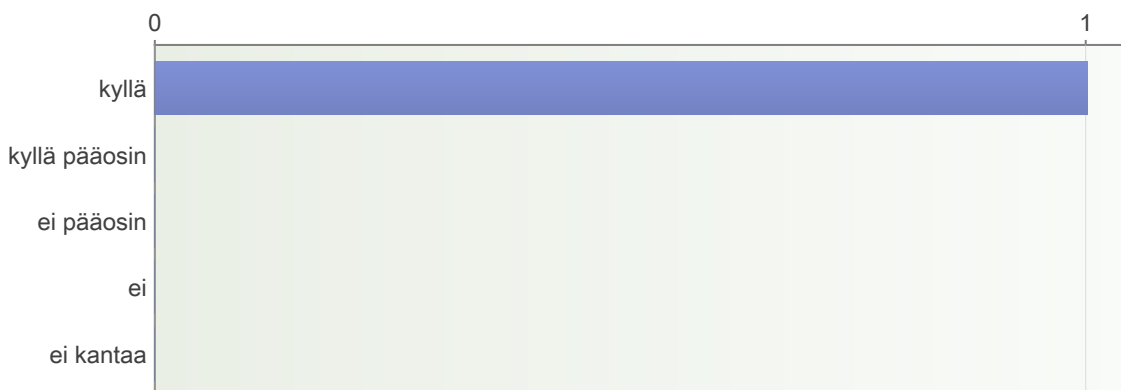 0 1
kyllä
kyllä pääosin
ei pääosin
ei
ei kantaa